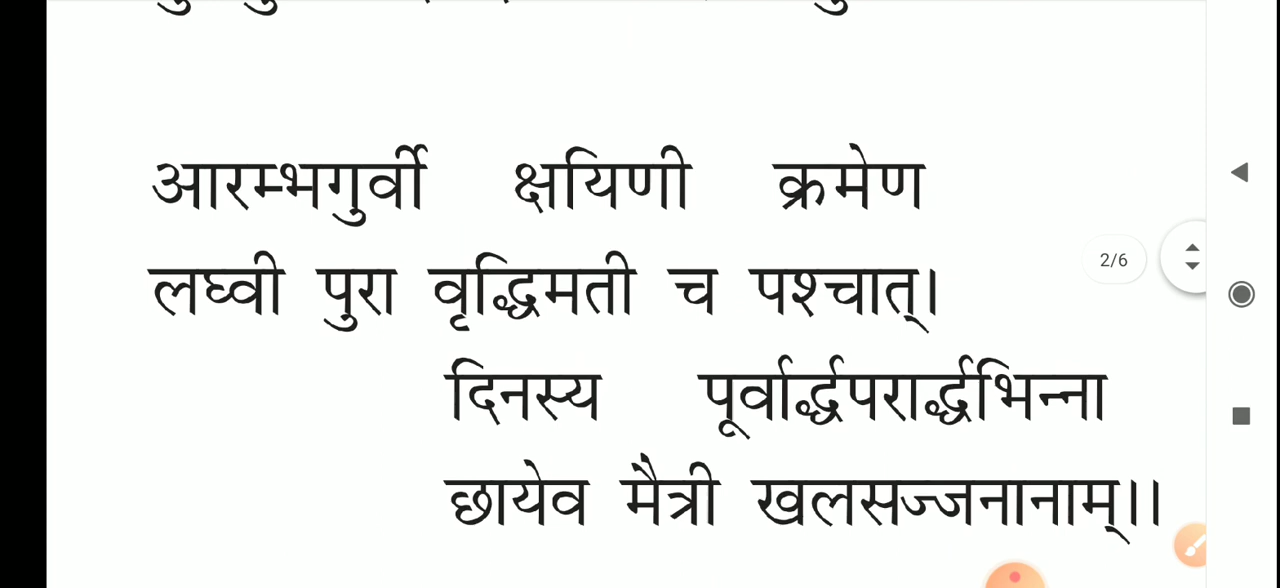 आरम्भगुर्वी क्षयिणी क्रमेण
लघ्वी पुरा वृद्धिमती च पश्चात्।
दिनस्य पूर्वार्द्धपरार्द्धभिन्ना
छायेव मैत्री खलसज्जनानाम्।।
2/6